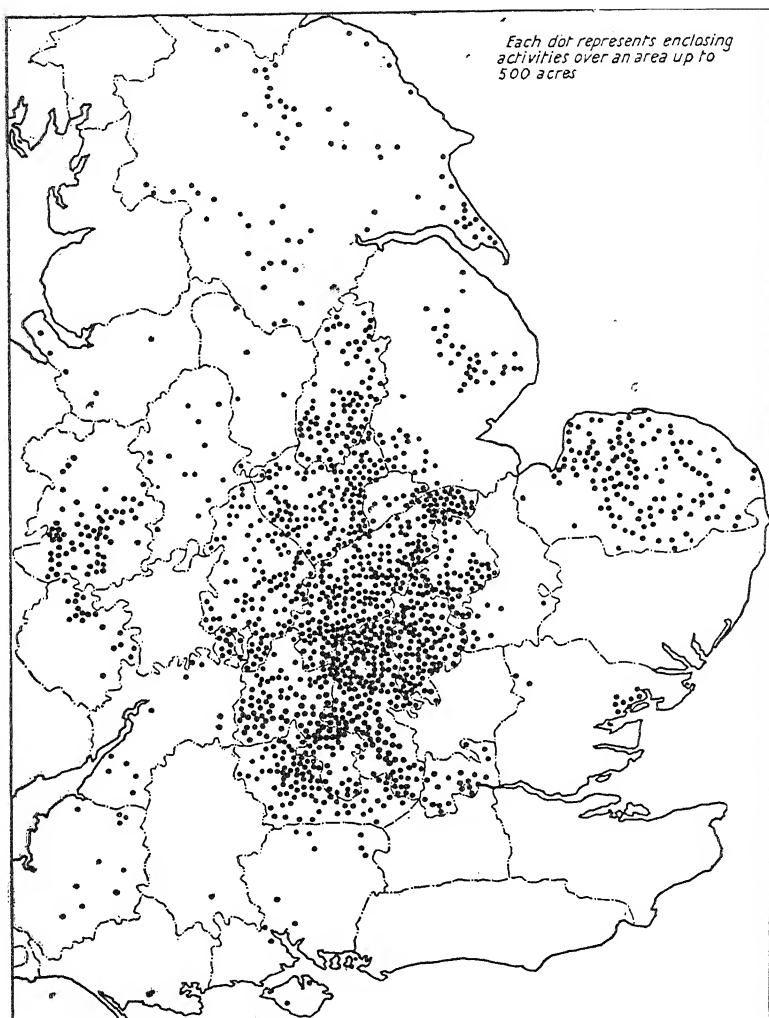 Each dot represents enclosing
activities over an area up to
500 acres